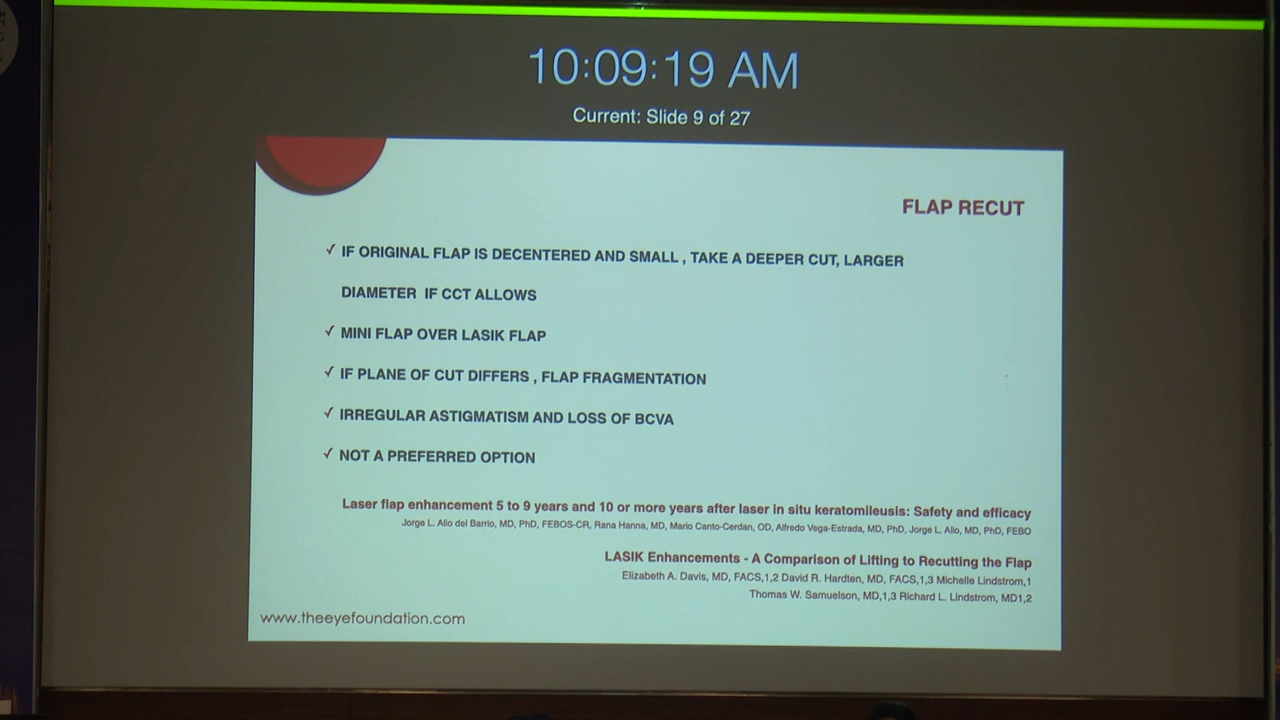 10:09:19 AM
Current: Slide 9 of 27
FLAP RECUT
✓ IF ORIGINAL FLAP IS DECENTERED AND SMALL , TAKE A DEEPER CUT, LARGER
DIAMETER IF CCT ALLOWS
✓ MINI FLAP OVER LASIK FLAP
✓ IF PLANE OF CUT DIFFERS , FLAP FRAGMENTATION
✓ IRREGULAR ASTIGMATISM AND LOSS OF BCVA
✓ NOT A PREFERRED OPTION
Laser flap enhancement 5 to 9 years and 10 or more years after laser in situ keratomileusis: Safety and efficacy
Jorge L. Alio del Barrio, MD, PhD, FEBOS-CR, Rana Hanna, MD, Mario Canto-Cerdan, OD, Alfredo Vega-Estrada, MD, PhD, Jorge L. Alio, MD, PhD, FEBO
LASIK Enhancements - A Comparison of Lifting to Recutting the Flap
Elizabeth A. Davis, MD, FACS,1,2 David R. Hardten, MD, FACS,1,3 Michelle Lindstrom,1
Thomas W. Samuelson, MD,1,3 Richard L. Lindstrom, MD1,2
www.theeyefoundation.com